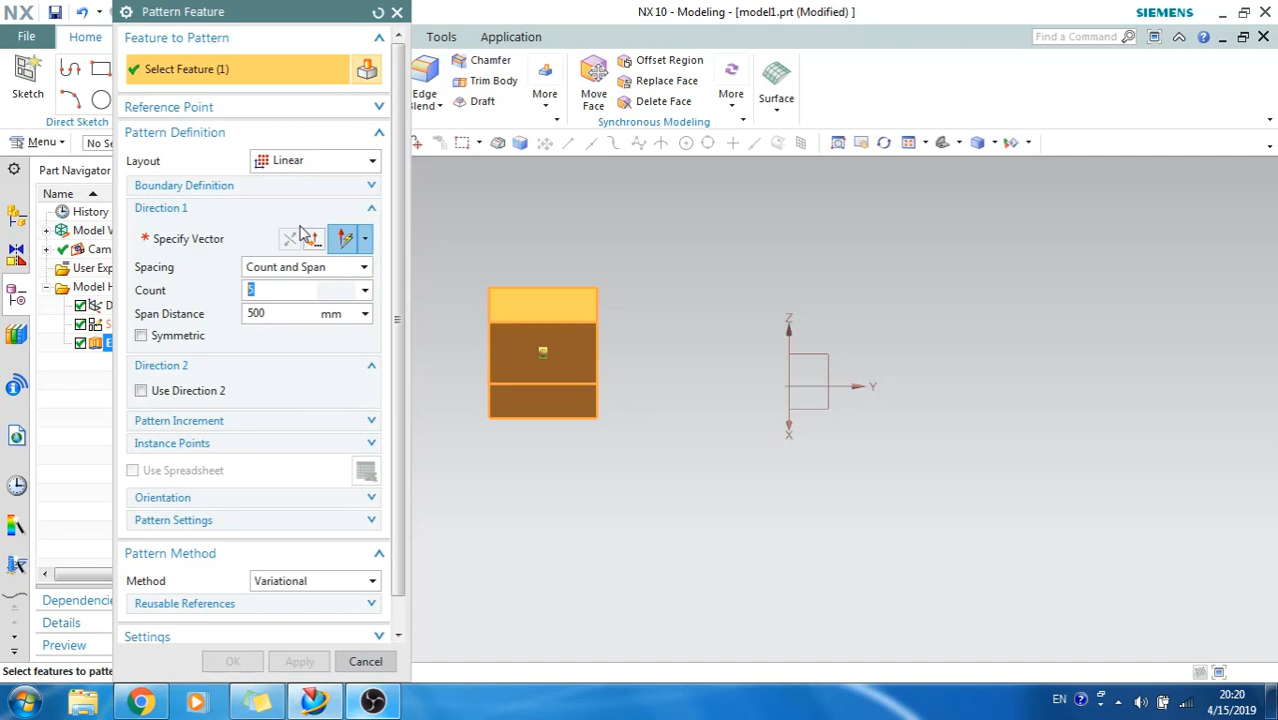 NX
Pattern Feature
NX 10 - Modeling - [model1.prt (Modified) ]
SIEMENS
File
Home
Tools
Application
Find a Command
Feature to Pattern
Select Feature (1)
Reference Point
Pattern Definition
Layout
Linear
Boundary Definition
Direction 1
* Specify Vector
Spacing
Count and Span
Count
5
Span Distance
500
mm
Symmetric
Direction 2
Use Direction 2
Pattern Increment
Instance Points
Use Spreadsheet
Orientation
Pattern Settings
Pattern Method
Method
Variational
Reusable References
Settings
OK
Apply
Cancel
Sketch
Direct Sketch
Menu
No Se
Part Navigator
Name
History
Model V
Cam
User Exp
Model H
D
S
E
Dependencie
Details
Preview
Select features to patte
Edge
Blend
Chamfer
Trim Body
Draft
More
Move
Face
Offset Region
Replace Face
Delete Face
More
Surface
Synchronous Modeling
Z
Y
X
EN
20:20
4/15/2019